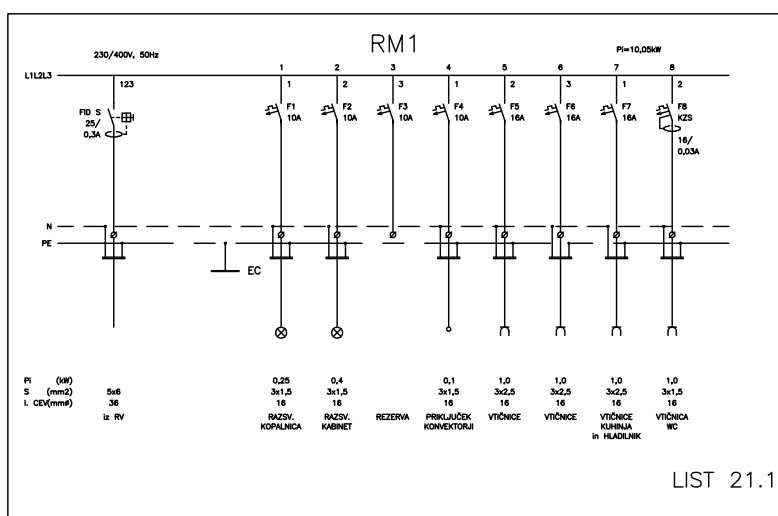 RM1
230/400V, 50Hz
Pi=10,05kW
1 2 3 4 5 6 7 8
L1L2L3
123 1 2 3 1 2 3 1 2
FID S
25/
0,3A
F1
10A
F2
10A
F3
10A
F4
10A
F5
16A
F6
16A
F7
16A
F8
KZS
16/
0,03A
N
PE
EC
Pi (kW) 0,25 0,4 0,1 1,0 1,0 1,0 1,0
S (mm2) 5x6 3x1,5 3x1,5 3x1,5 3x2,5 3x2,5 3x2,5 3x1,5
I. CEV(mmø) 36 16 16 16 16 16 16 16
iz RV
RAZSV.
KOPALNICA
RAZSV.
KABINET
REZERVA
PRIKLJUČEK
KONVEKTORJI
VTIČNICE
VTIČNICE
VTIČNICE
KUHINJA
in HLADILNIK
VTIČNICA
WC
LIST 21.1